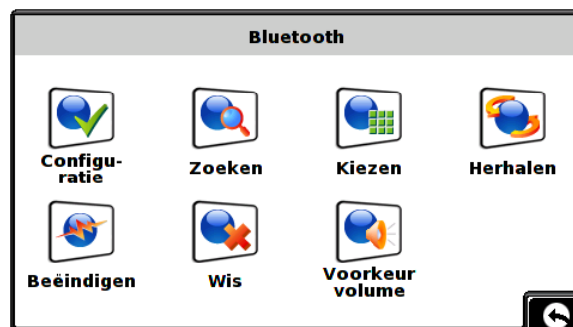 Bluetooth
Configu-
ratie
Zoeken
Kiezen
Herhalen
Beëindigen
Wis
Voorkeur
volume